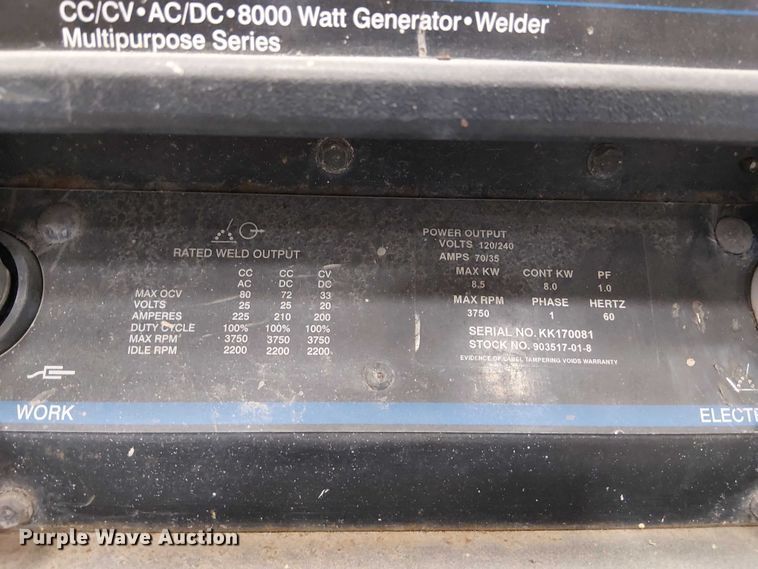 CC/CV•AC/DC•8000 Watt Generator•Welder
Multipurpose Series
RATED WELD OUTPUT
CC CC CV
AC DC DC
MAX OCV 80 72 33
VOLTS 25 25 20
AMPERES 225 210 200
DUTY CYCLE 100% 100% 100%
MAX RPM 3750 3750 3750
IDLE RPM 2200 2200 2200
POWER OUTPUT
VOLTS 120/240
AMPS 70/35
MAX KW CONT KW PF
8.5 8.0 1.0
MAX RPM PHASE HERTZ
3750 1 60
SERIAL NO. KK170081
STOCK NO. 903517-01-8
EVIDENCE OF LABEL TAMPERING VOIDS WARRANTY
WORK
ELECT
Purple Wave Auction